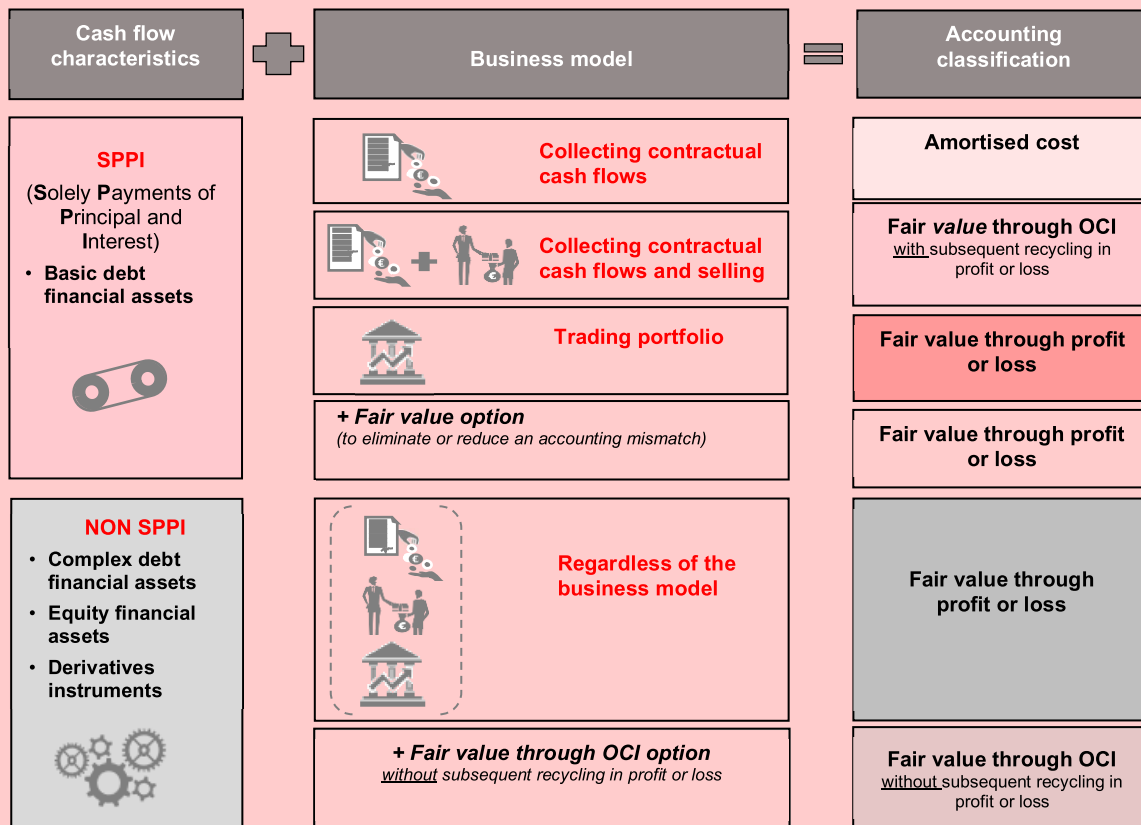 Cash flow
characteristics
Business model
Accounting
classification
SPPI
(Solely Payments of
Principal and
Interest)
• Basic debt
financial assets
Collecting contractual
cash flows
Amortised cost
Collecting contractual
cash flows and selling
Fair value through OCI
with subsequent recycling in
profit or loss
Trading portfolio
Fair value through profit
or loss
+ Fair value option
(to eliminate or reduce an accounting mismatch)
Fair value through profit
or loss
NON SPPI
• Complex debt
financial assets
• Equity financial
assets
• Derivatives
instruments
Regardless of the
business model
Fair value through
profit or loss
+ Fair value through OCI option
without subsequent recycling in profit or loss
Fair value through OCI
without subsequent recycling in
profit or loss